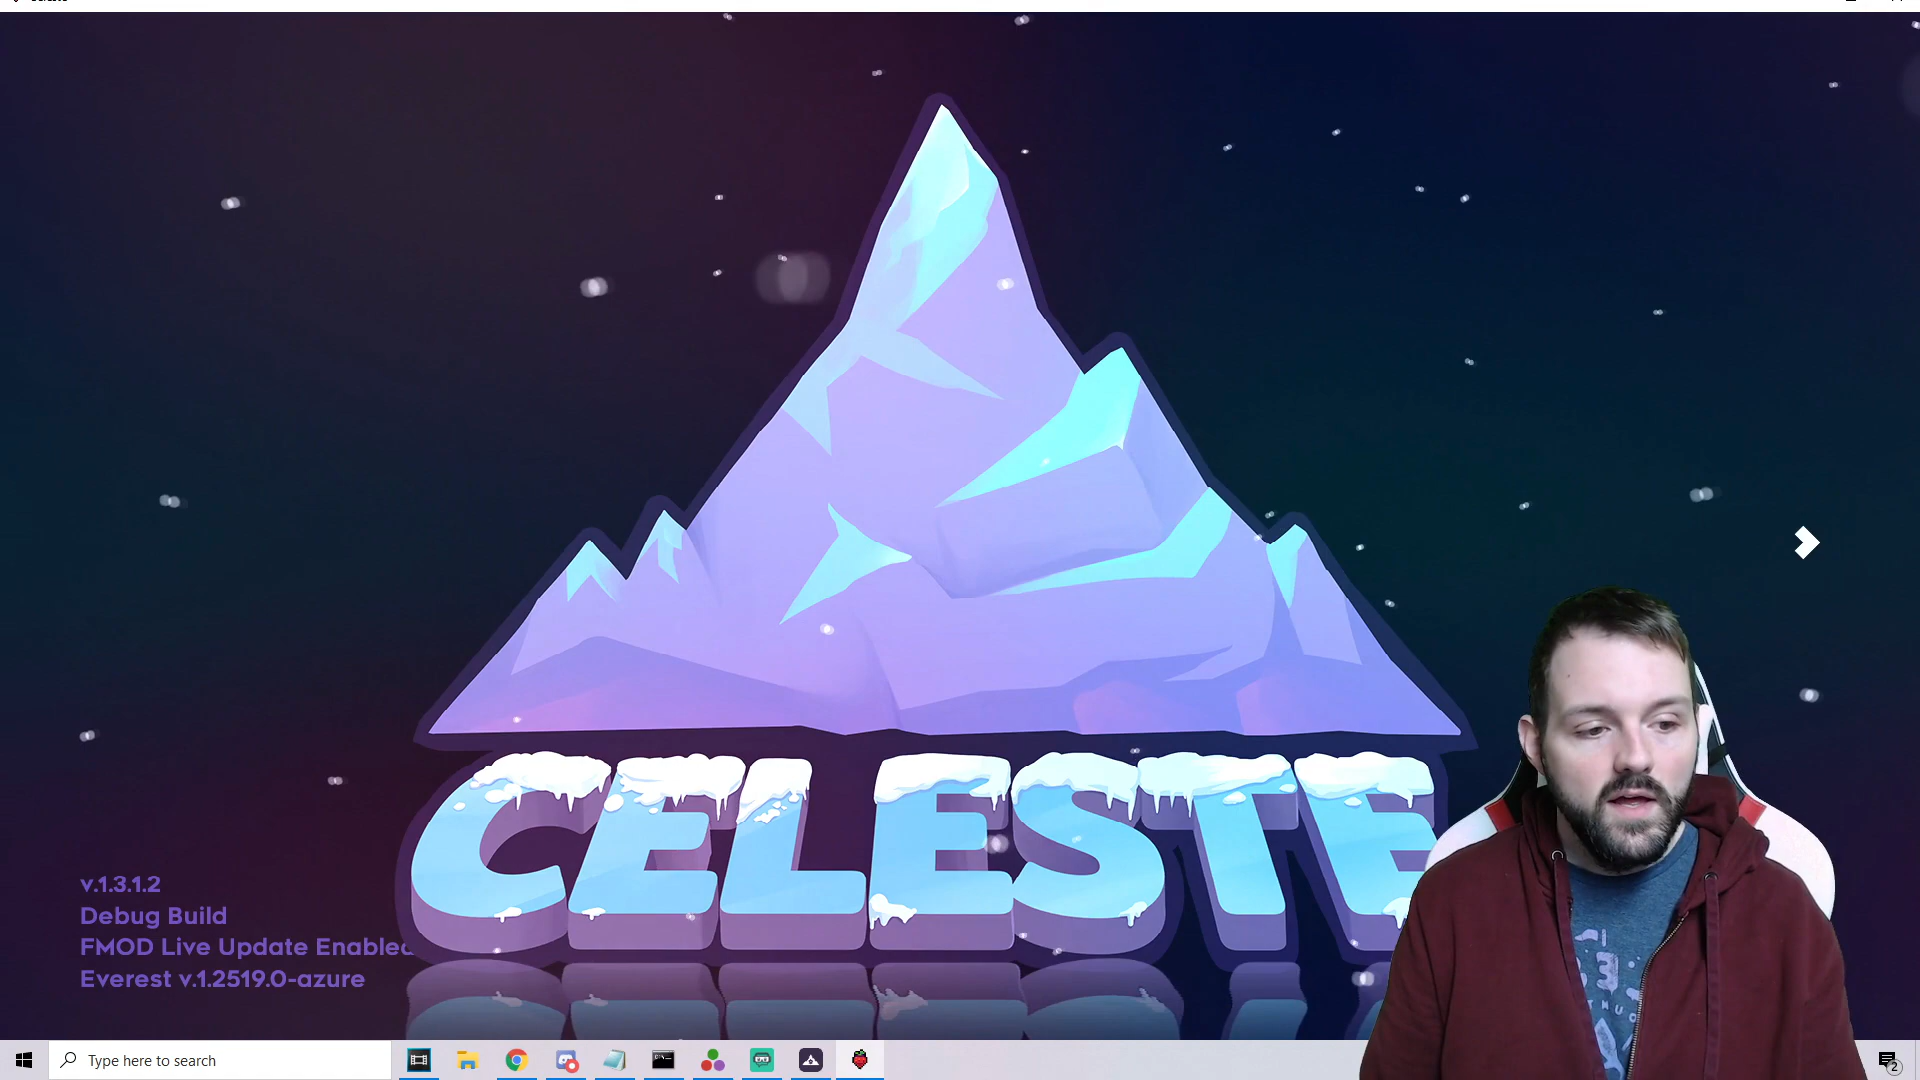 CELESTE
v.1.3.1.2
Debug Build
FMOD Live Update Enabled
Everest v.1.2519.0-azure
Type here to search
2